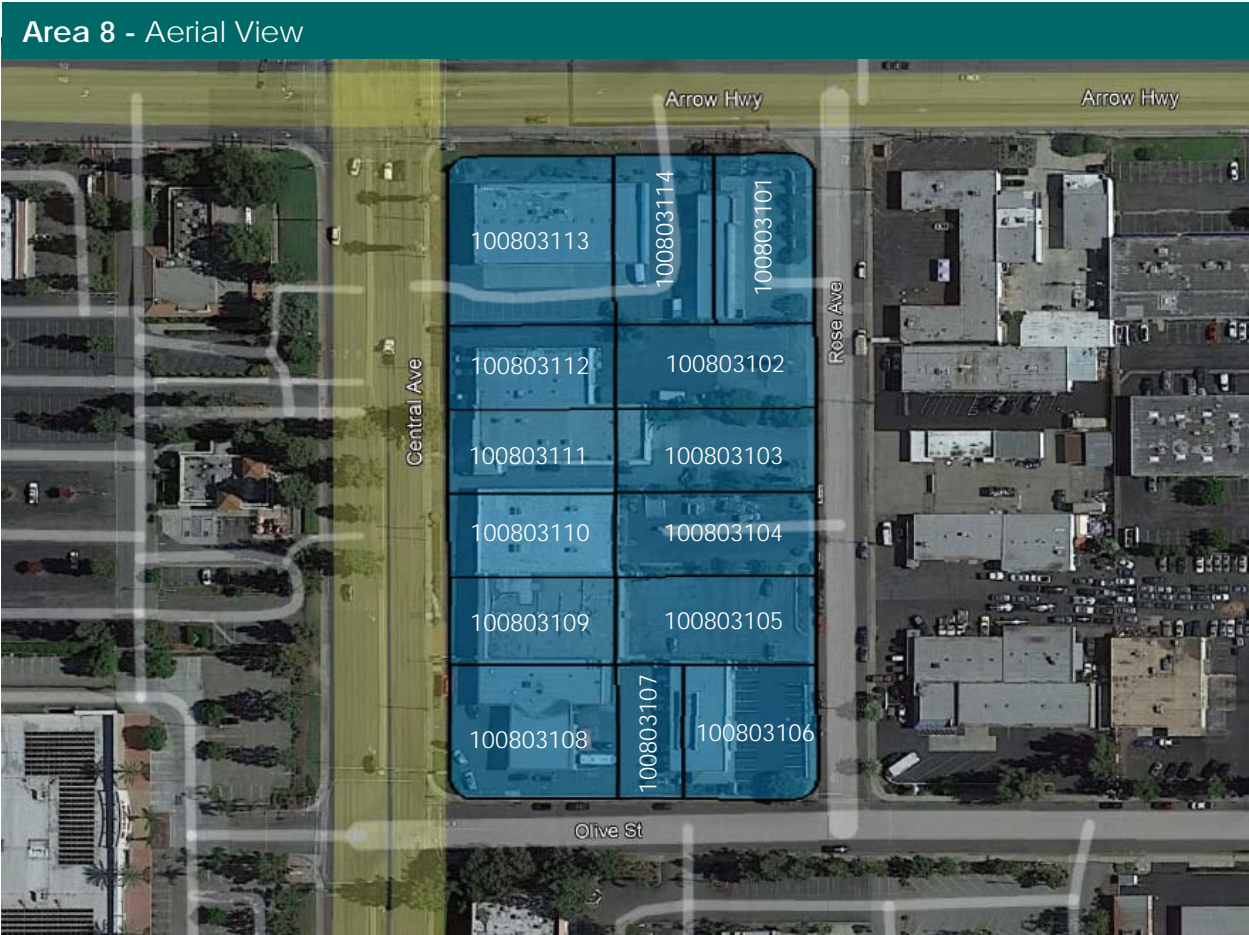 Area 8 - Aerial View
Arrow Hwy
Arrow Hwy
100803113
100803114
100803101
Rose Ave
100803112
100803102
Central Ave
100803111
100803103
100803110
100803104
100803109
100803105
100803108
100803107
100803106
Olive St